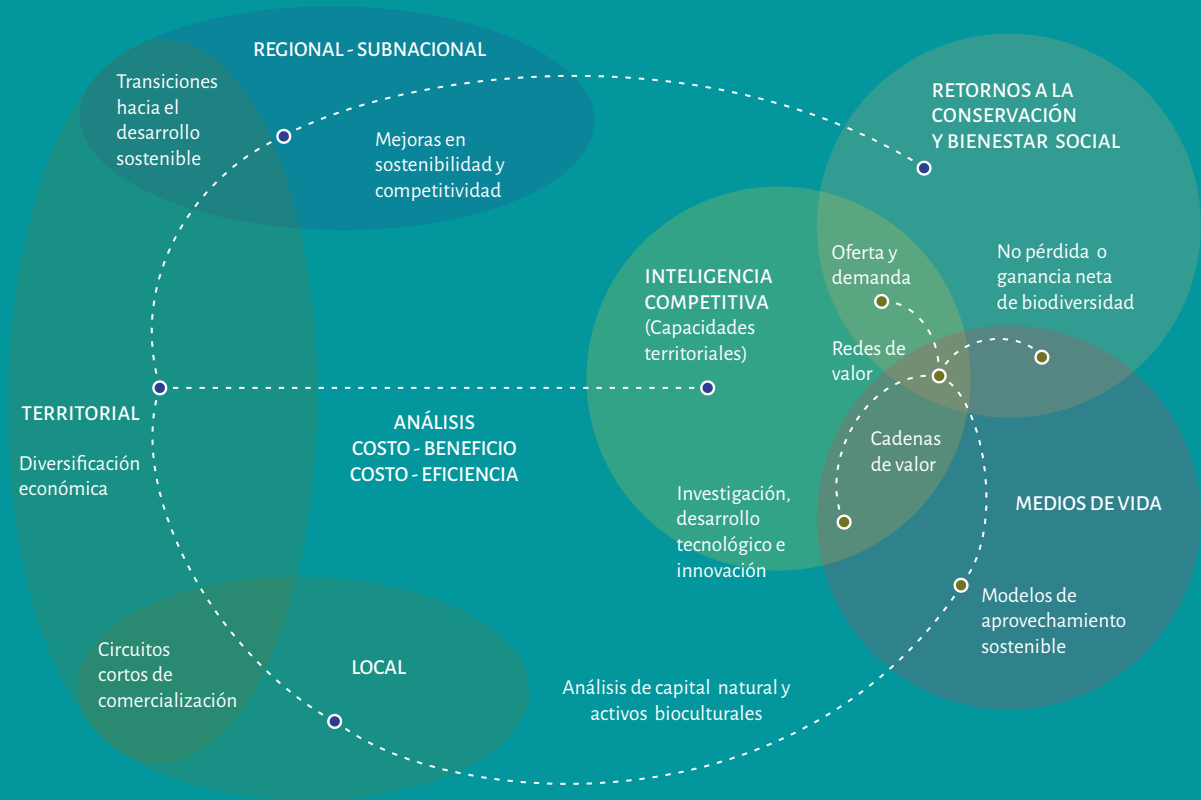 REGIONAL - SUBNACIONAL
Transiciones
hacia el
desarrollo
sostenible
Mejoras en
sostenibilidad y
competitividad
RETORNOS A LA
CONSERVACIÓN
Y BIENESTAR SOCIAL
Oferta y
demanda
No pérdida o
ganancia neta
de biodiversidad
INTELIGENCIA
COMPETITIVA
(Capacidades
territoriales)
Redes de
valor
TERRITORIAL
Diversificación
económica
ANÁLISIS
COSTO - BENEFICIO
COSTO - EFICIENCIA
Cadenas
de valor
Investigación,
desarrollo
tecnológico e
innovación
MEDIOS DE VIDA
Modelos de
aprovechamiento
sostenible
Circuitos
cortos de
comercialización
LOCAL
Análisis de capital natural y
activos bioculturales